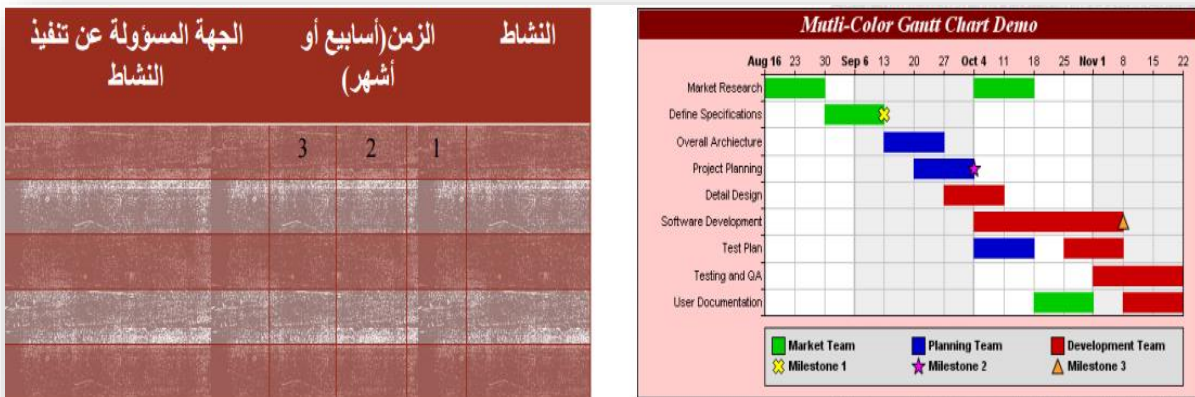 النشاط
الزمن(أسابيع أو أشهر)
الجهة المسؤولة عن تنفيذ النشاط
1 2 3
Mutli-Color Gantt Chart Demo
Aug 16 23 30 Sep 6 13 20 27 Oct 4 11 18 25 Nov 1 8 15 22
Market Research
Define Specifications
Overall Archiecture
Project Planning
Detail Design
Software Development
Test Plan
Testing and QA
User Documentation
Market Team Planning Team Development Team
Milestone 1 Milestone 2 Milestone 3